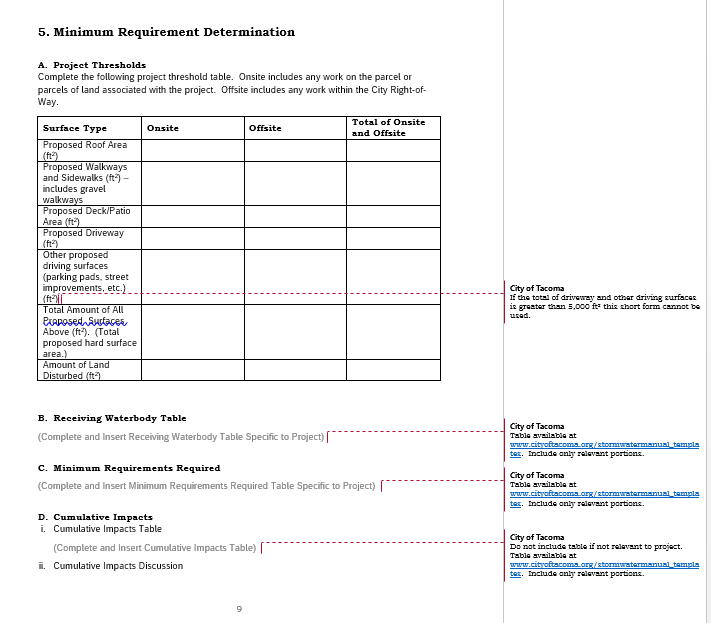 5. Minimum Requirement Determination
A. Project Thresholds
Complete the following project threshold table. Onsite includes any work on the parcel or
parcels of land associated with the project. Offsite includes any work within the City Right-of-
Way.
Surface Type
Onsite
Offsite
Total of Onsite
and Offsite
Proposed Roof Area
(ft²)
Proposed Walkways
and Sidewalks (ft²) –
includes gravel
walkways
Proposed Deck/Patio
Area (ft²)
Proposed Driveway
(ft²)
Other proposed
driving surfaces
(parking pads, street
improvements, etc.)
(ft²)
City of Tacoma
If the total of driveway and other driving surfaces
is greater than 5,000 ft² this short form cannot be
used.
Total Amount of All
Proposed Surfaces
Above (ft²). (Total
proposed hard surface
area.)
Amount of Land
Disturbed (ft²)
B. Receiving Waterbody Table
(Complete and Insert Receiving Waterbody Table Specific to Project)
City of Tacoma
Table available at
www.cityoftacoma.org/stormwatermanual_templa
tes. Include only relevant portions.
C. Minimum Requirements Required
(Complete and Insert Minimum Requirements Required Table Specific to Project)
City of Tacoma
Table available at
www.cityoftacoma.org/stormwatermanual_templa
tes. Include only relevant portions.
D. Cumulative Impacts
i. Cumulative Impacts Table
(Complete and Insert Cumulative Impacts Table)
City of Tacoma
Do not include table if not relevant to project.
Table available at
www.cityoftacoma.org/stormwatermanual_templa
tes. Include only relevant portions.
ii. Cumulative Impacts Discussion
9